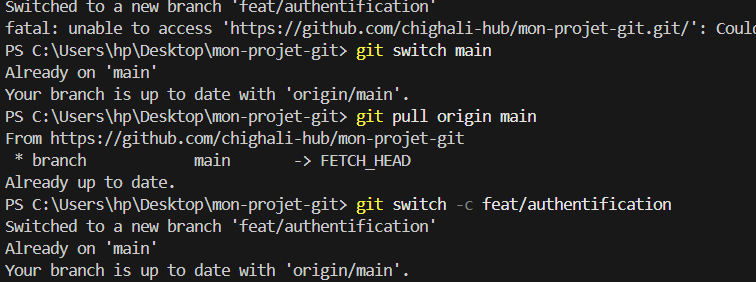 Switched to a new branch 'feat/authentification'
fatal: unable to access 'https://github.com/chighali-hub/mon-projet-git.git/':
PS C:\Users\hp\Desktop\mon-projet-git> git switch main
Already on 'main'
Your branch is up to date with 'origin/main'.
PS C:\Users\hp\Desktop\mon-projet-git> git pull origin main
From https://github.com/chighali-hub/mon-projet-git
 * branch            main       -> FETCH_HEAD
Already up to date.
PS C:\Users\hp\Desktop\mon-projet-git> git switch -c feat/authentification
Switched to a new branch 'feat/authentification'
Already on 'main'
Your branch is up to date with 'origin/main'.